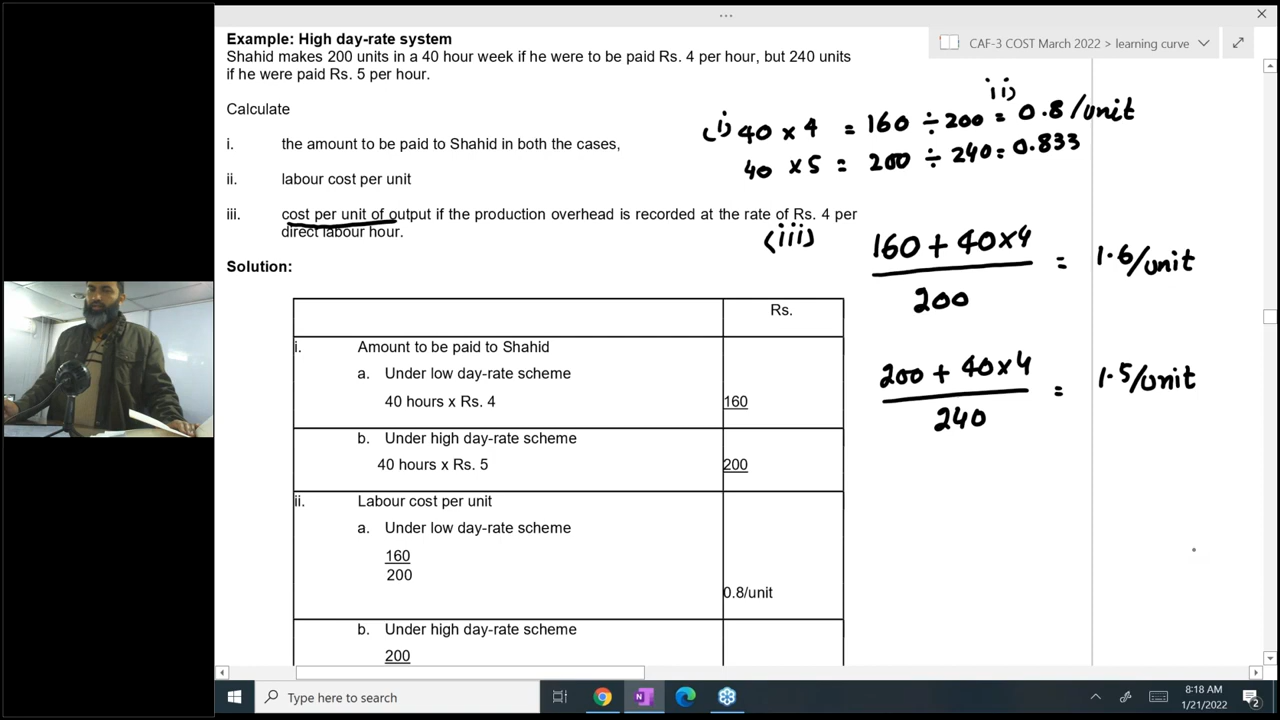 CAF-3 COST March 2022 > learning curve
Example: High day-rate system
Shahid makes 200 units in a 40 hour week if he were to be paid Rs. 4 per hour, but 240 units
if he were paid Rs. 5 per hour.
Calculate
i. the amount to be paid to Shahid in both the cases,
ii. labour cost per unit
iii. cost per unit of output if the production overhead is recorded at the rate of Rs. 4 per
direct labour hour.
Solution:
Rs.
i. Amount to be paid to Shahid
a. Under low day-rate scheme
40 hours x Rs. 4 160
b. Under high day-rate scheme
40 hours x Rs. 5 200
ii. Labour cost per unit
a. Under low day-rate scheme
160
200
0.8/unit
b. Under high day-rate scheme
200
ii)
(i) 40 x 4 = 160 ÷ 200 = 0.8/unit
40 x 5 = 200 ÷ 240 = 0.833
(iii)
160 + 40x4
200
= 1.6/unit
200 + 40x4
240
= 1.5/unit
Type here to search
8:18 AM
1/21/2022
2